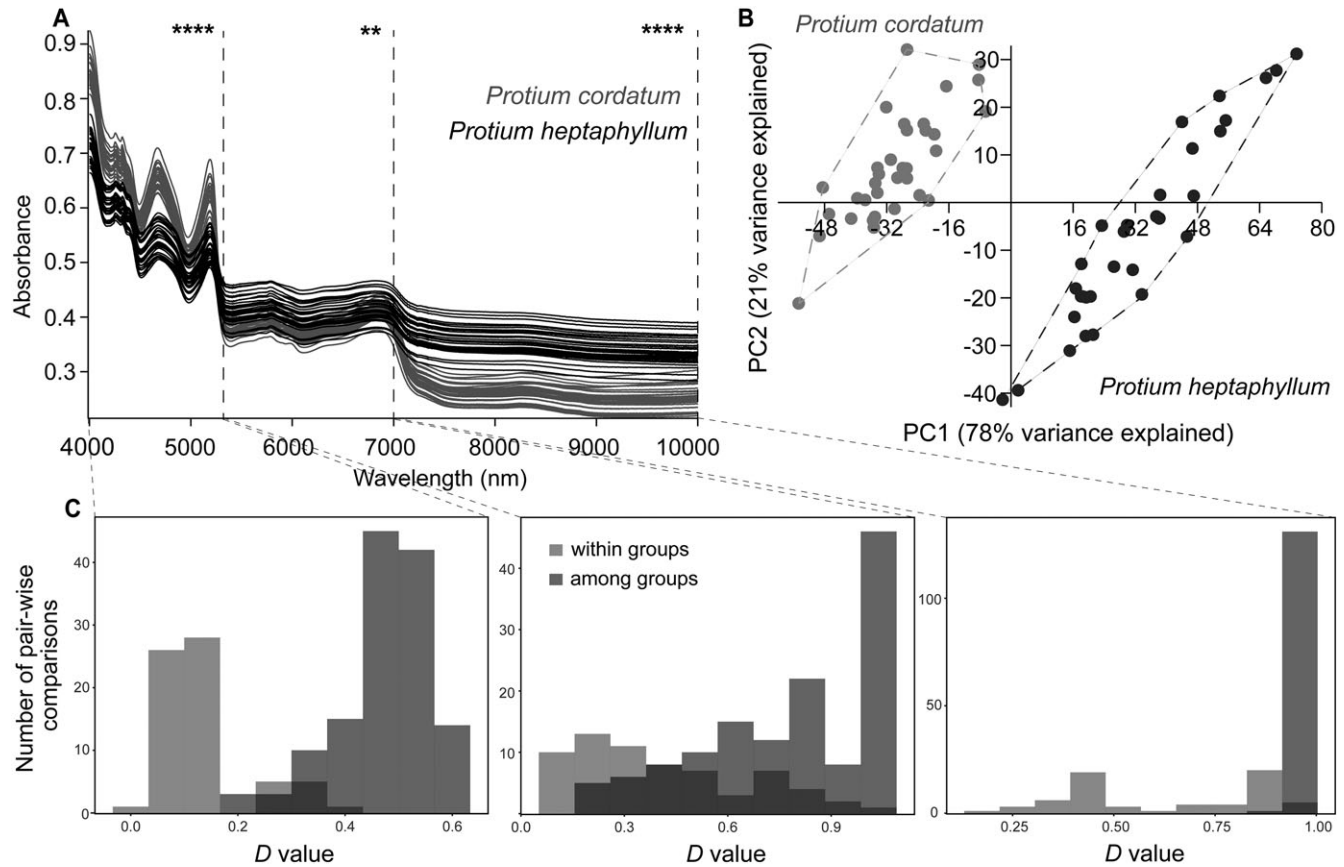 A
**** ** ****
0.9
0.8
0.7
0.6
0.5
0.4
0.3
Absorbance
Protium cordatum
Protium heptaphyllum
4000 5000 6000 7000 8000 9000 10000
Wavelength (nm)
B
Protium cordatum
PC2 (21% variance explained)
30
20
10
-10
-20
-30
-40
-48 -32 -16 16 32 48 64 80
Protium heptaphyllum
PC1 (78% variance explained)
C
Number of pair-wise
comparisons
40
30
20
10
0
0.0 0.2 0.4 0.6
D value
within groups
among groups
40
30
20
10
0
0.0 0.3 0.6 0.9
D value
100
50
0
0.25 0.50 0.75 1.00
D value